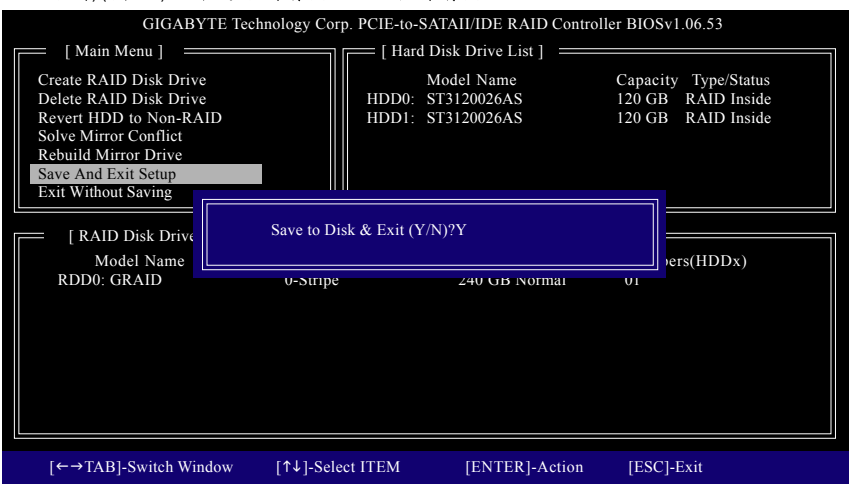 GIGABYTE Technology Corp. PCIE-to-SATAII/IDE RAID Controller BIOSv1.06.53
[ Main Menu ]
Create RAID Disk Drive
Delete RAID Disk Drive
Revert HDD to Non-RAID
Solve Mirror Conflict
Rebuild Mirror Drive
Save And Exit Setup
Exit Without Saving
[ Hard Disk Drive List ]
Model Name Capacity Type/Status
HDD0: ST3120026AS 120 GB RAID Inside
HDD1: ST3120026AS 120 GB RAID Inside
Save to Disk & Exit (Y/N)?Y
[ RAID Disk Drive
Model Name bers(HDDx)
RDD0: GRAID 0-Stripe 240 GB Normal 01
[←→TAB]-Switch Window [↑↓]-Select ITEM [ENTER]-Action [ESC]-Exit